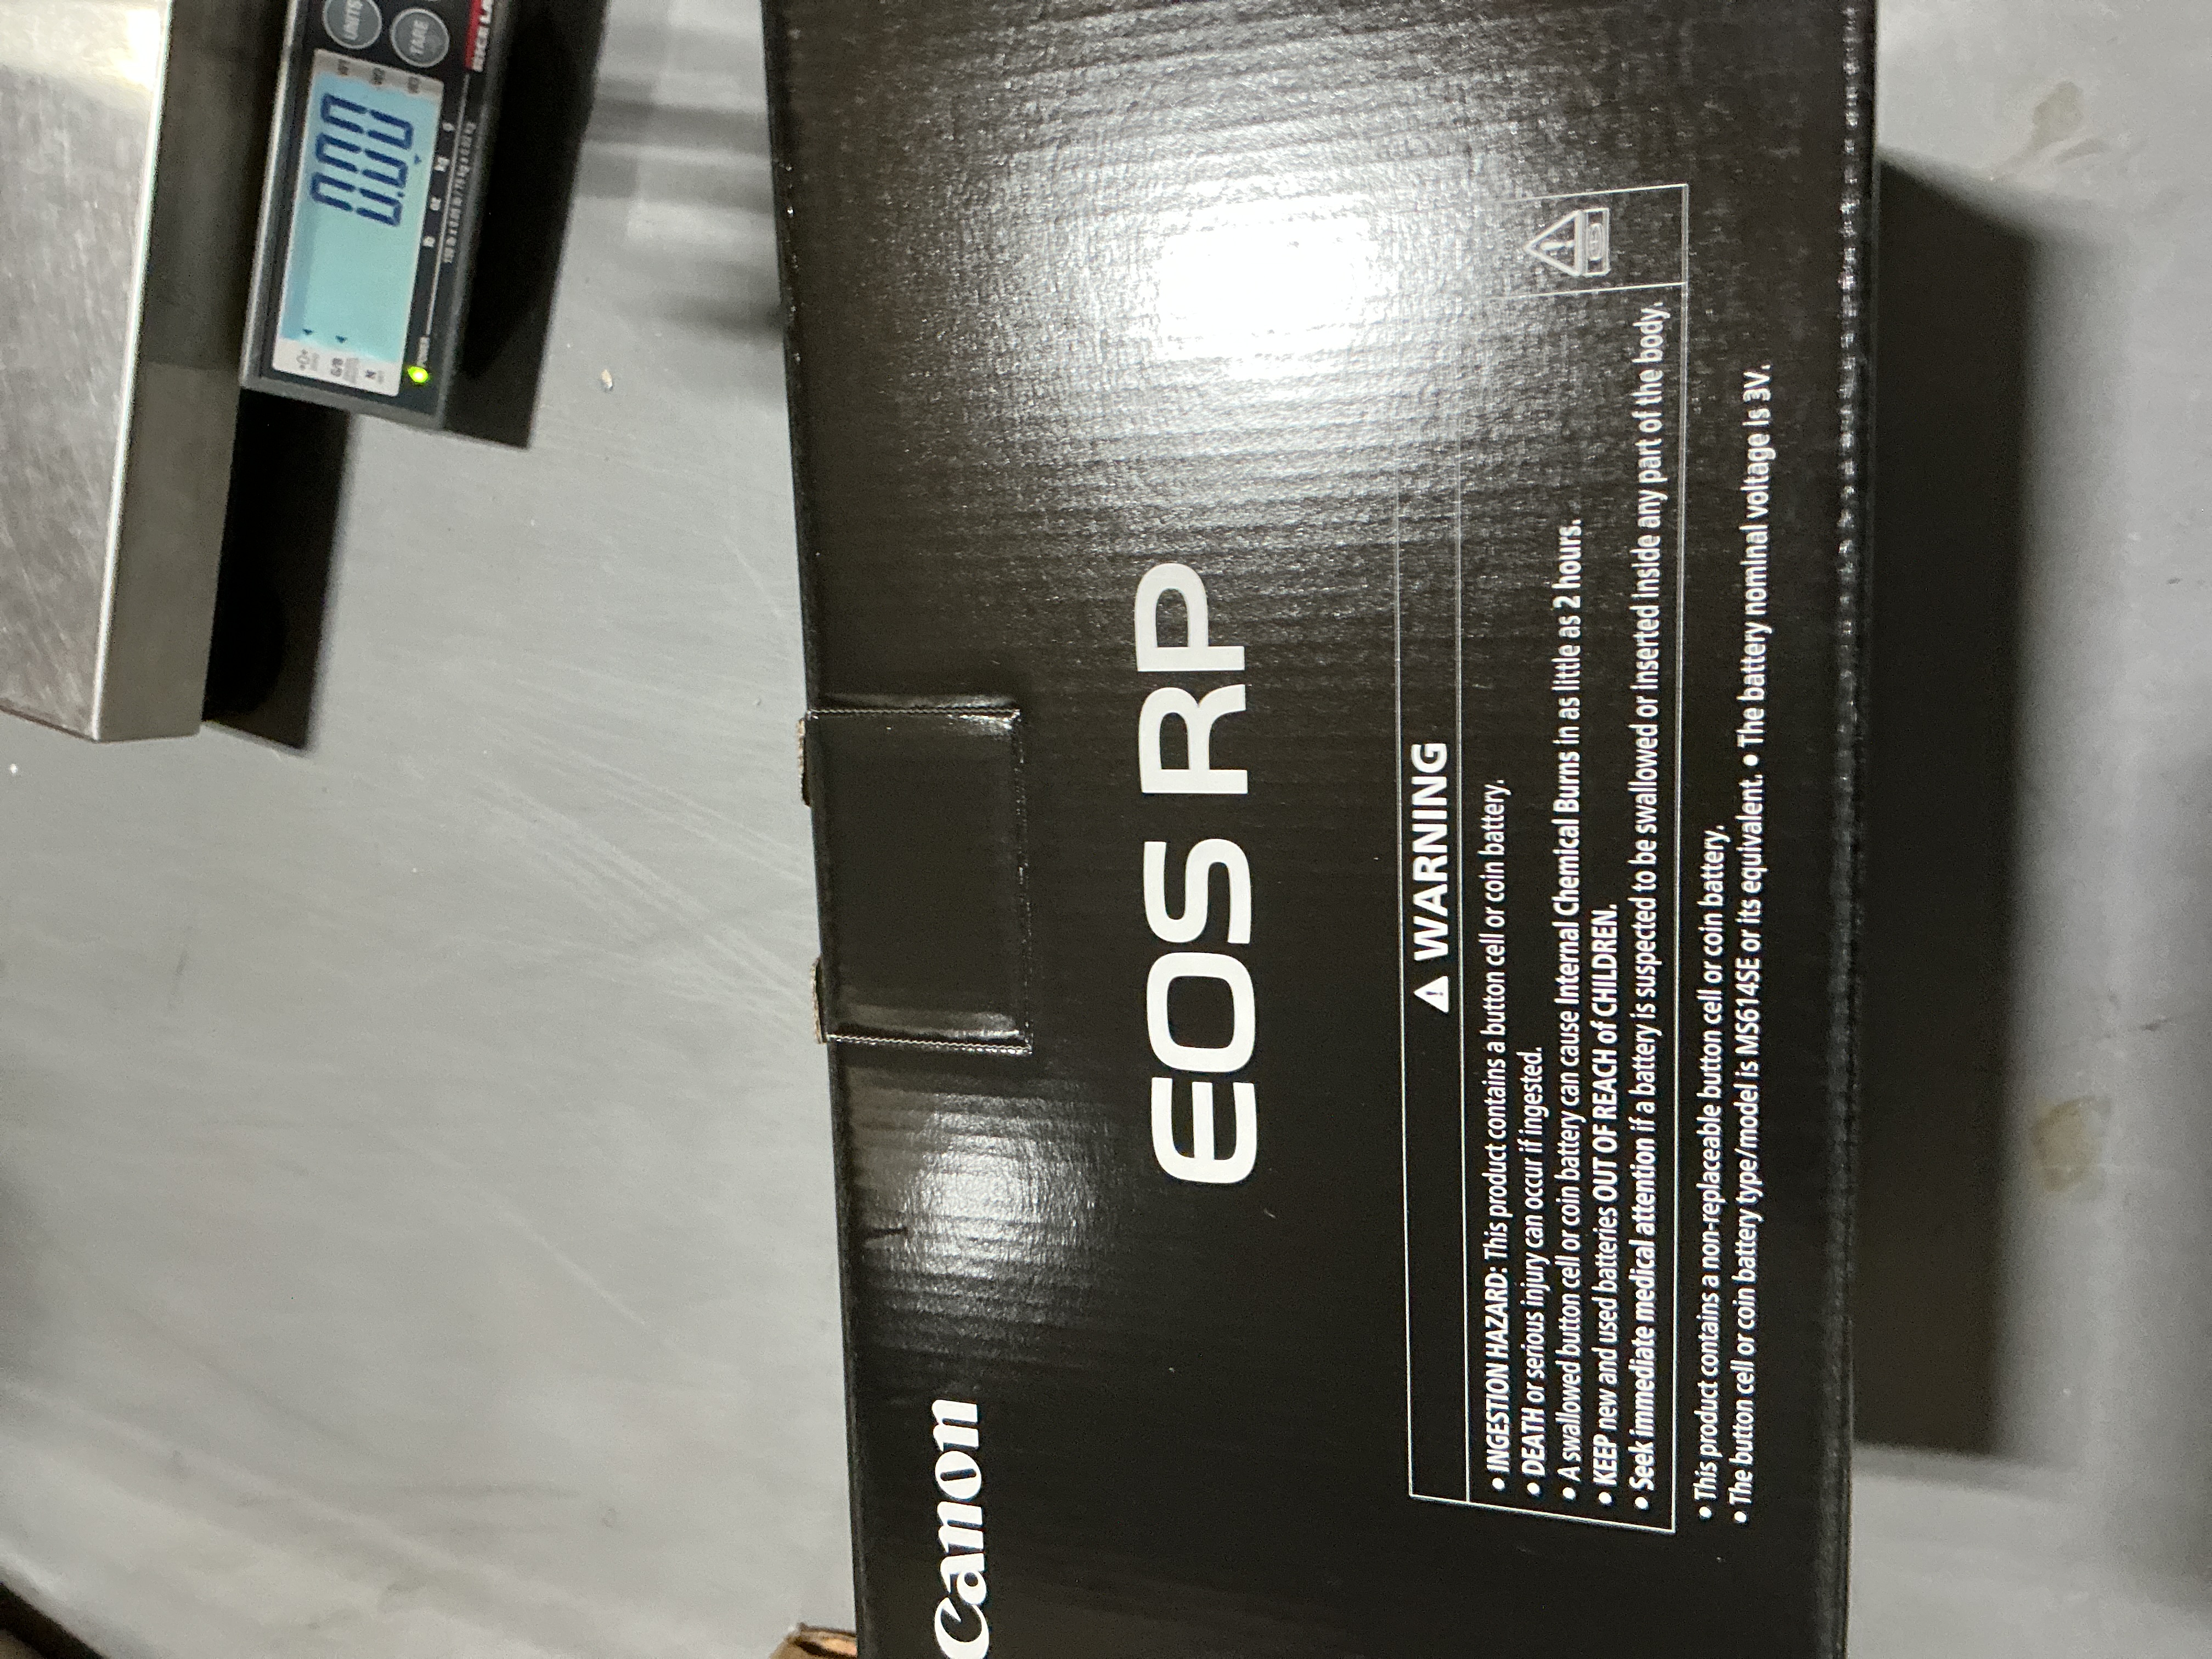 Canon
EOS RP
⚠ WARNING
• INGESTION HAZARD: This product contains a button cell or coin battery.
• DEATH or serious injury can occur if ingested.
• A swallowed button cell or coin battery can cause Internal Chemical Burns in as little as 2 hours.
• KEEP new and used batteries OUT OF REACH of CHILDREN.
• Seek immediate medical attention if a battery is suspected to be swallowed or inserted inside any part of the body.
• This product contains a non-replaceable button cell or coin battery.
• The button cell or coin battery type/model is MS614SE or its equivalent. • The battery nominal voltage is 3V.
UNITS
TARE
0.00
lb oz kg g
N